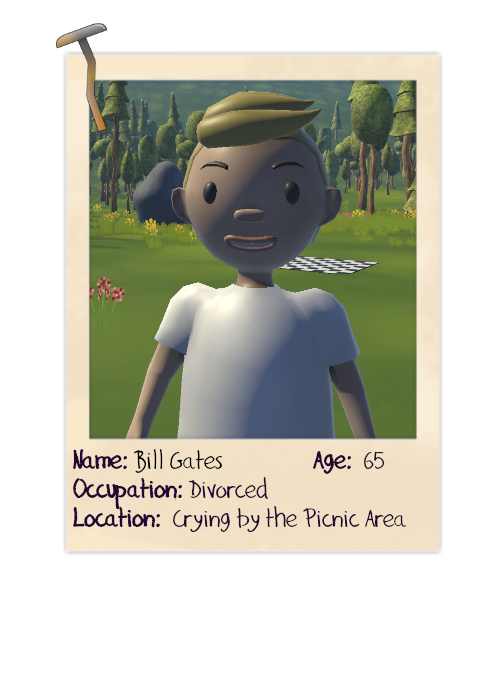 Name: Bill Gates Age: 65
Occupation: Divorced
Location: Crying by the Picnic Area